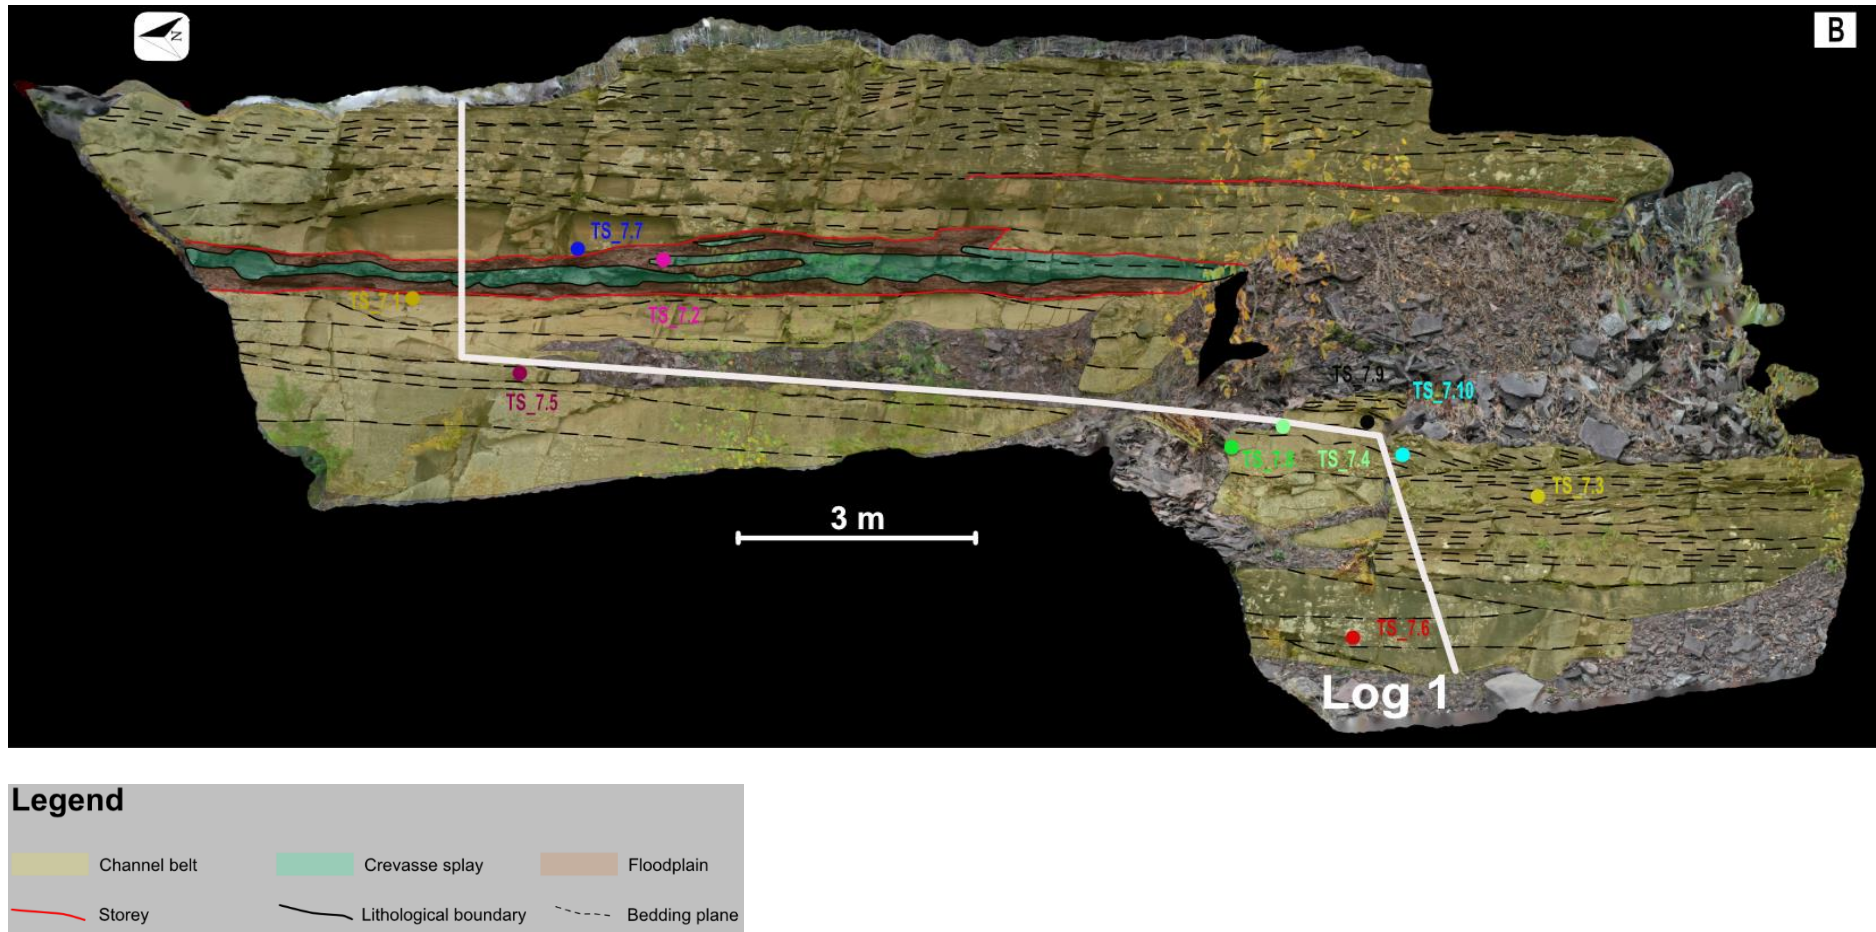 B
N
TS_7.7
TS_7.1
TS_7.2
TS_7.5
TS_7.9
TS_7.10
TS_7.4
TS_7.3
3 m
TS_7.6
Log 1
Legend
Channel belt
Crevasse splay
Floodplain
Storey
Lithological boundary
Bedding plane